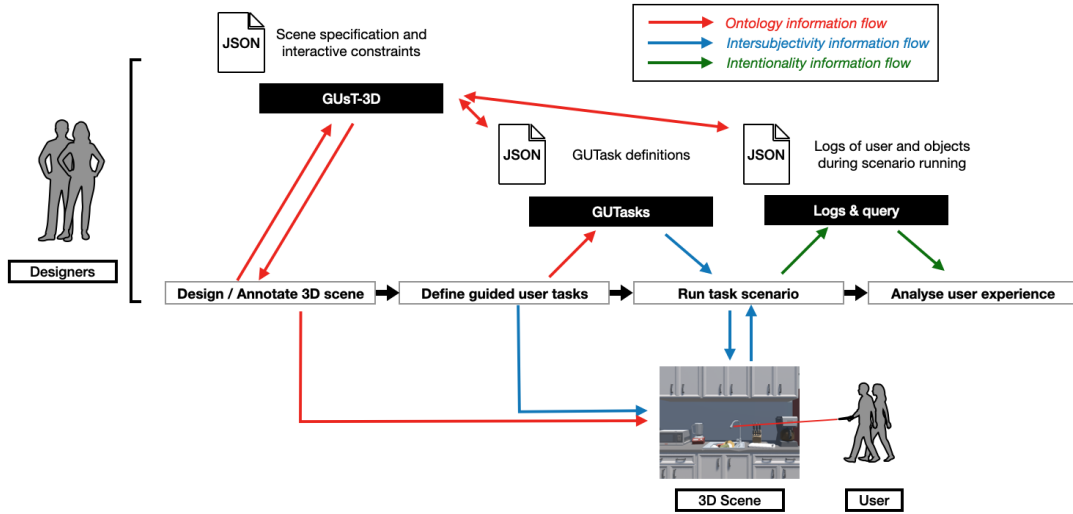 JSON
Scene specification and
interactive constraints
Ontology information flow
Intersubjectivity information flow
Intentionality information flow
GUsT-3D
JSON
GUTask definitions
JSON
Logs of user and objects
during scenario running
GUTasks
Logs & query
Designers
Design / Annotate 3D scene
Define guided user tasks
Run task scenario
Analyse user experience
3D Scene
User